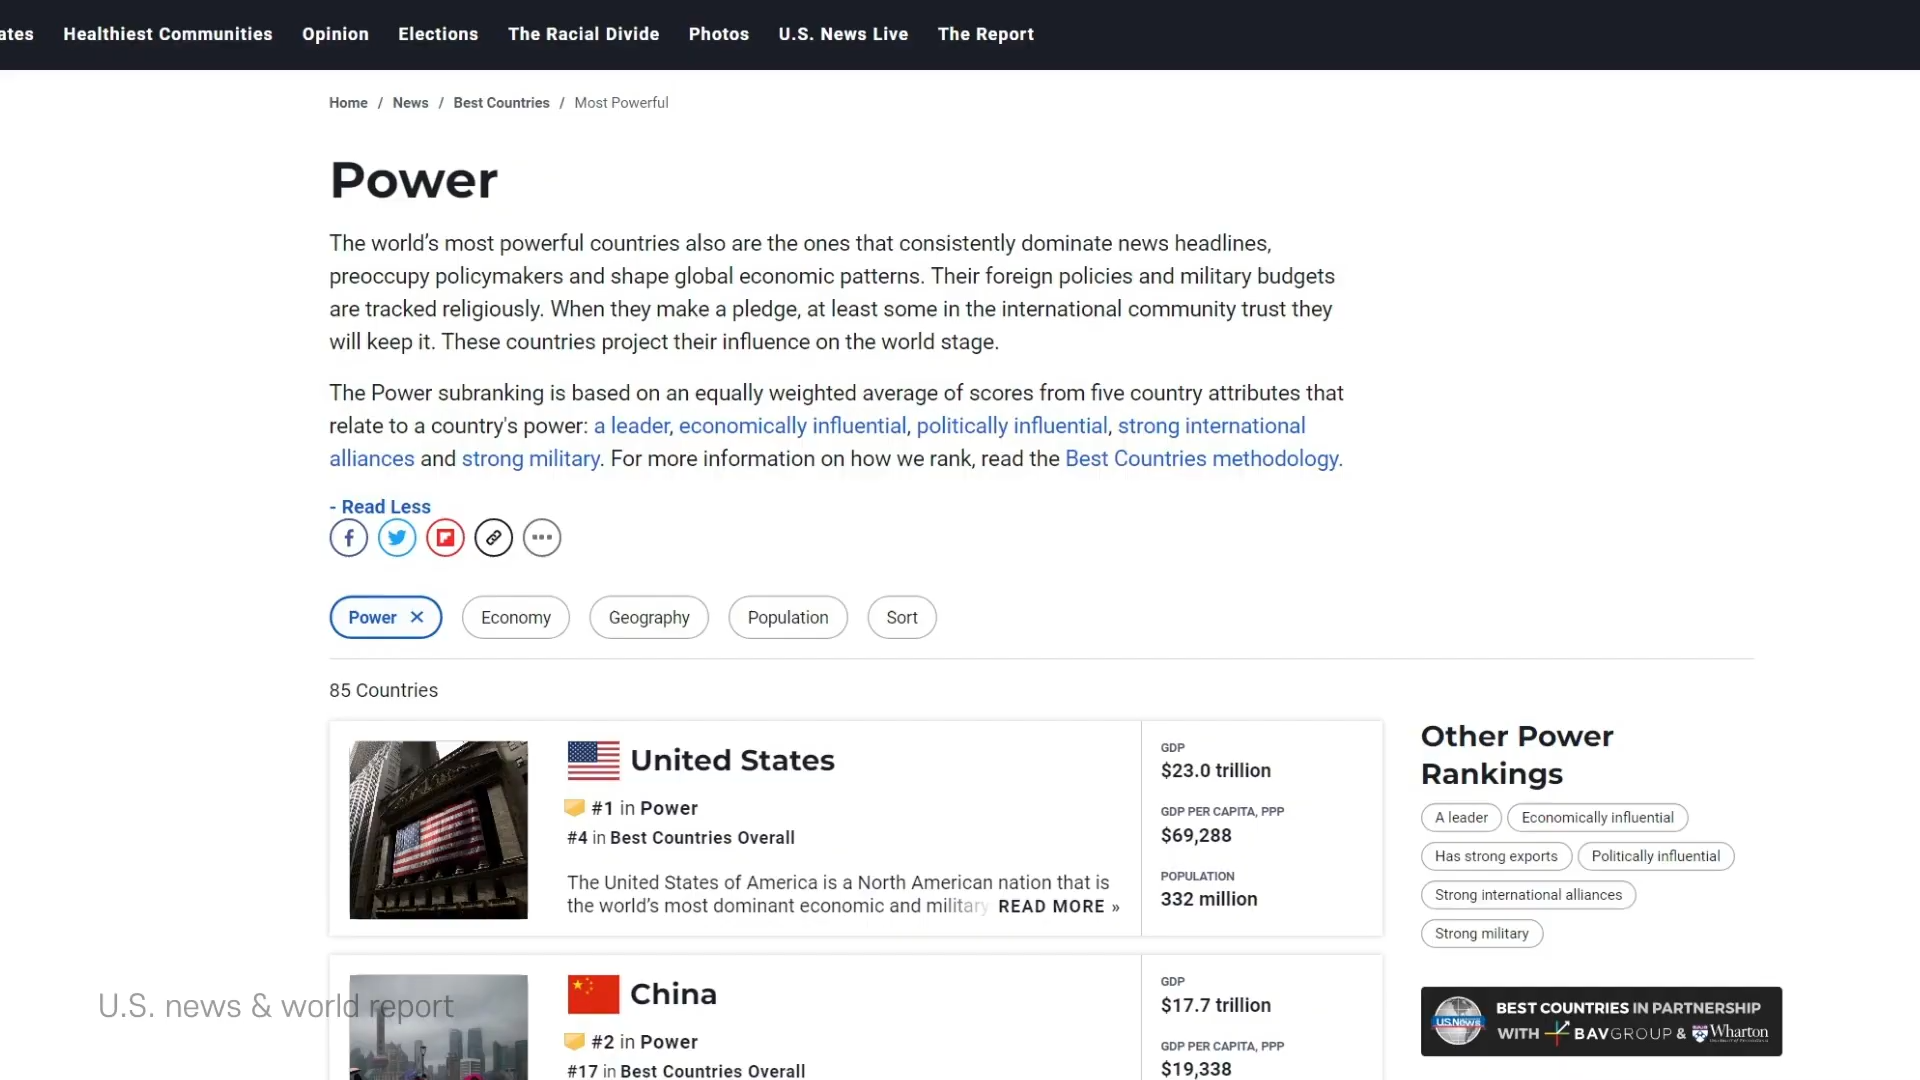 ates Healthiest Communities Opinion Elections The Racial Divide Photos U.S. News Live The Report
Home / News / Best Countries / Most Powerful
Power
The world’s most powerful countries also are the ones that consistently dominate news headlines,
preoccupy policymakers and shape global economic patterns. Their foreign policies and military budgets
are tracked religiously. When they make a pledge, at least some in the international community trust they
will keep it. These countries project their influence on the world stage.
The Power subranking is based on an equally weighted average of scores from five country attributes that
relate to a country's power: a leader, economically influential, politically influential, strong international
alliances and strong military. For more information on how we rank, read the Best Countries methodology.
- Read Less
Power ✕ Economy Geography Population Sort
85 Countries
United States
#1 in Power
#4 in Best Countries Overall
The United States of America is a North American nation that is
the world’s most dominant economic and military READ MORE »
GDP
$23.0 trillion
GDP PER CAPITA, PPP
$69,288
POPULATION
332 million
China
#2 in Power
#17 in Best Countries Overall
GDP
$17.7 trillion
GDP PER CAPITA, PPP
$19,338
Other Power
Rankings
A leader Economically influential
Has strong exports Politically influential
Strong international alliances
Strong military
U.S.News
BEST COUNTRIES IN PARTNERSHIP
WITH BAVGROUP & Wharton
U.S. news & world report